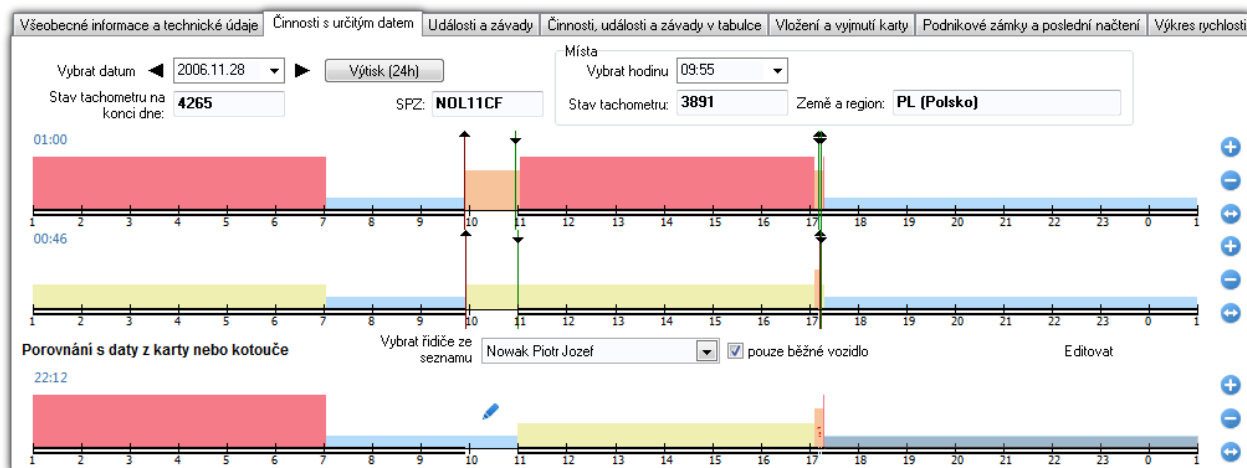 Všeobecné informace a technické údaje Činnosti s určitým datem Události a závady Činnosti, události a závady v tabulce Vložení a vyjmutí karty Podnikové zámky a poslední načtení Výkres rychlosti
Místa
Vybrat datum 2006.11.28 Výtisk (24h) Vybrat hodinu 09:55
Stav tachometru na konci dne: 4265 SPZ: NOL11CF Stav tachometru: 3891 Země a region: PL (Polsko)
01:00
1 2 3 4 5 6 7 8 9 10 11 12 13 14 15 16 17 18 19 20 21 22 23 0 1
00:46
1 2 3 4 5 6 7 8 9 10 11 12 13 14 15 16 17 18 19 20 21 22 23 0 1
Porovnání s daty z karty nebo kotouče Vybrat řidiče ze seznamu Nowak Piotr Jozef pouze běžné vozidlo Editovat
22:12
1 2 3 4 5 6 7 8 9 10 11 12 13 14 15 16 17 18 19 20 21 22 23 0 1